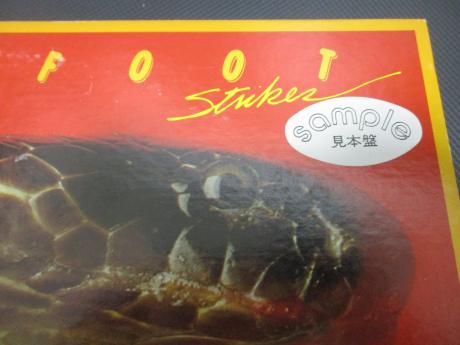 FOOT
Strikes
sample
見本盤